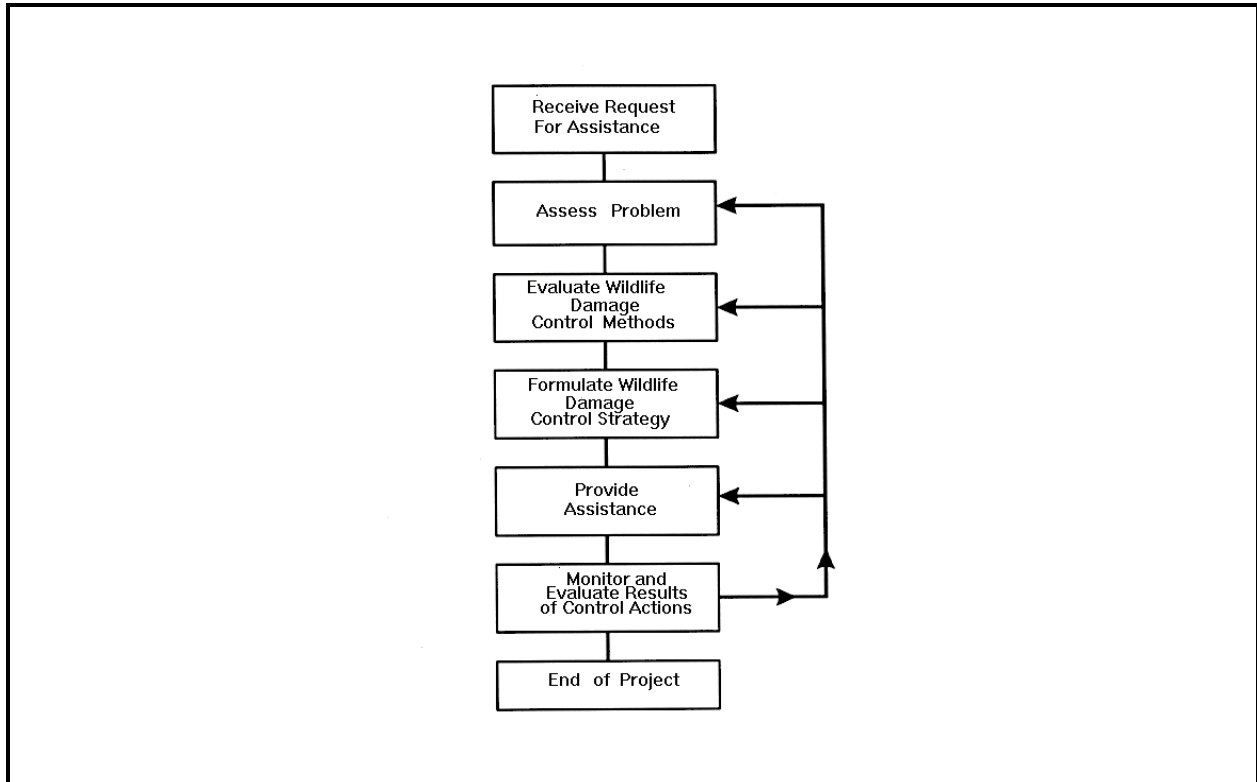 Receive Request
For Assistance
Assess Problem
Evaluate Wildlife
Damage
Control Methods
Formulate Wildlife
Damage
Control Strategy
Provide
Assistance
Monitor and
Evaluate Results
of Control Actions
End of Project